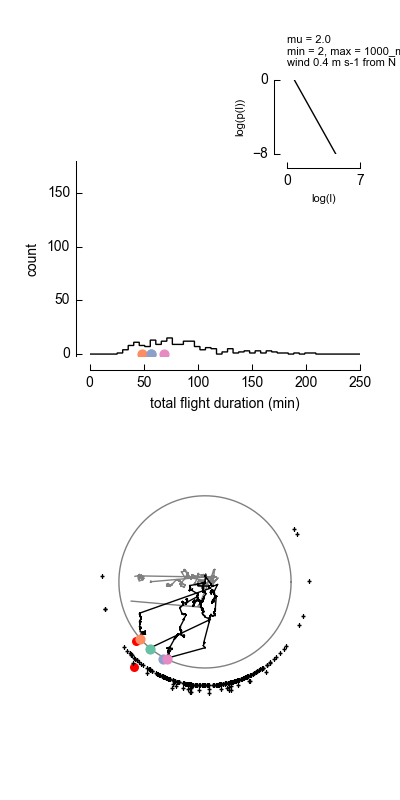 mu = 2.0
min = 2, max = 1000_m
wind 0.4 m s-1 from N
0
−8
log(p(l))
0
7
log(l)
150
100
50
0
count
0
50
100
150
200
250
total flight duration (min)